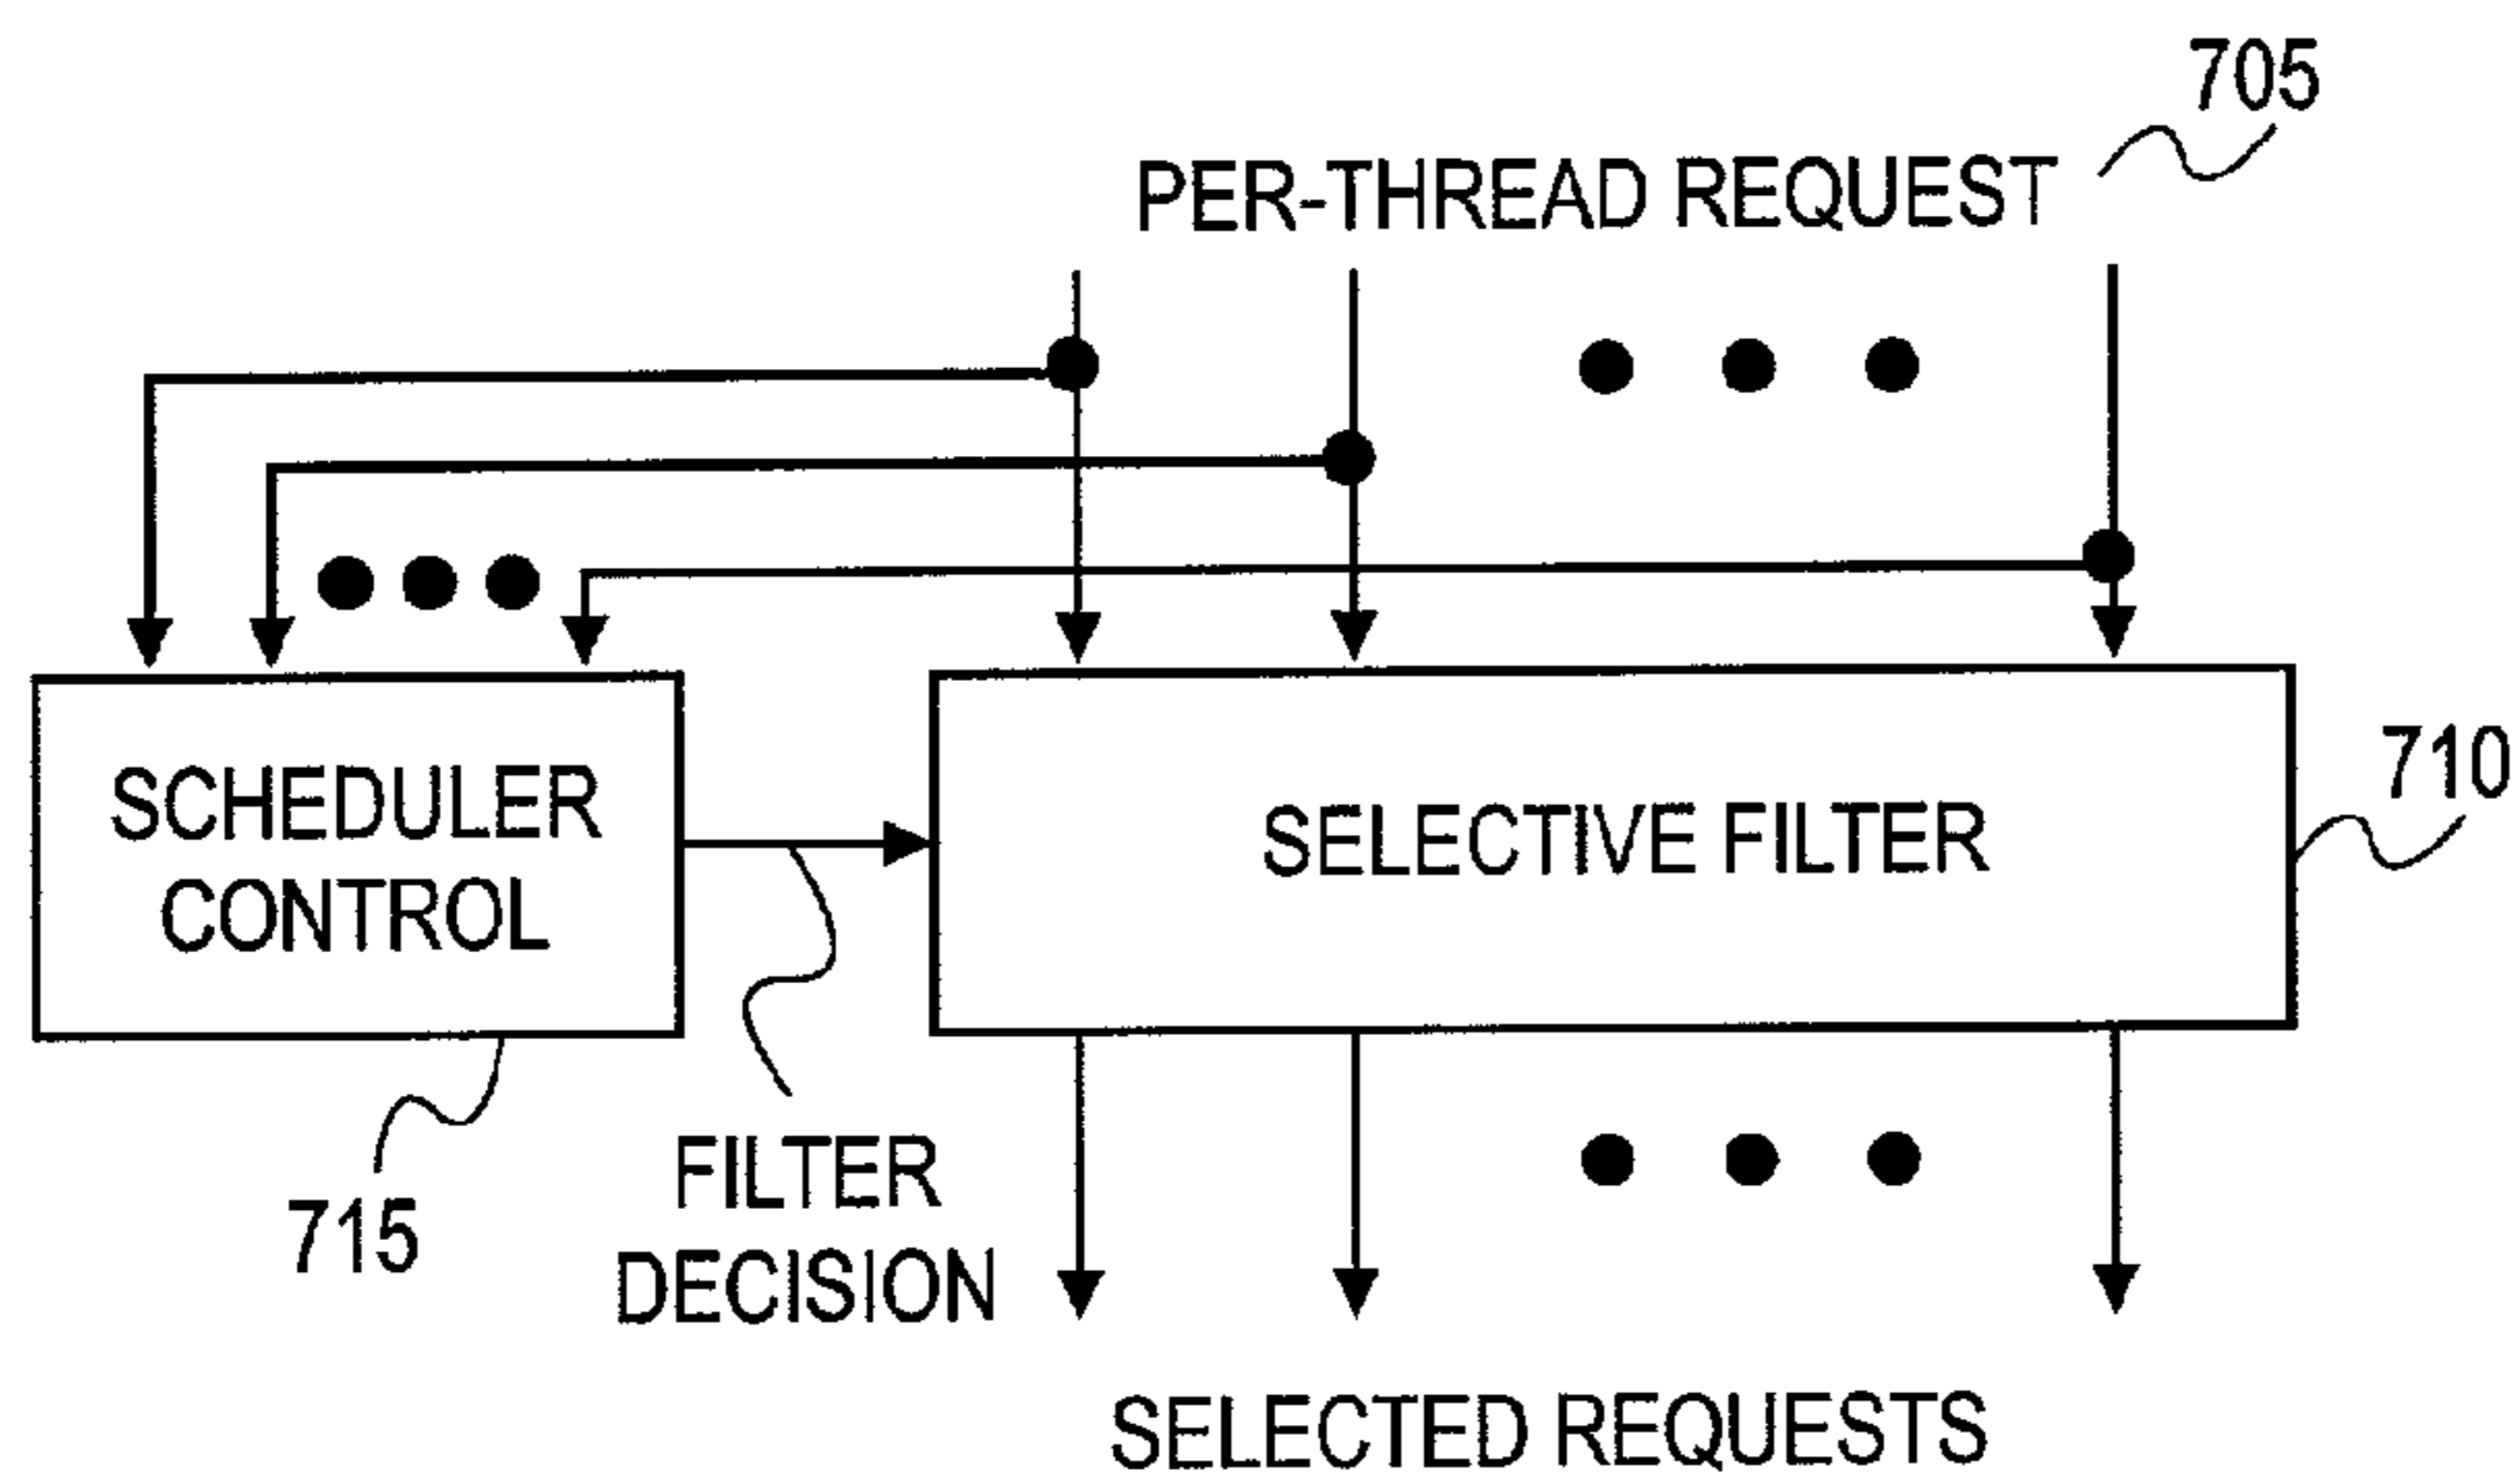 705
PER-THREAD REQUEST
SCHEDULER
CONTROL
SELECTIVE FILTER
710
715
FILTER
DECISION
SELECTED REQUESTS